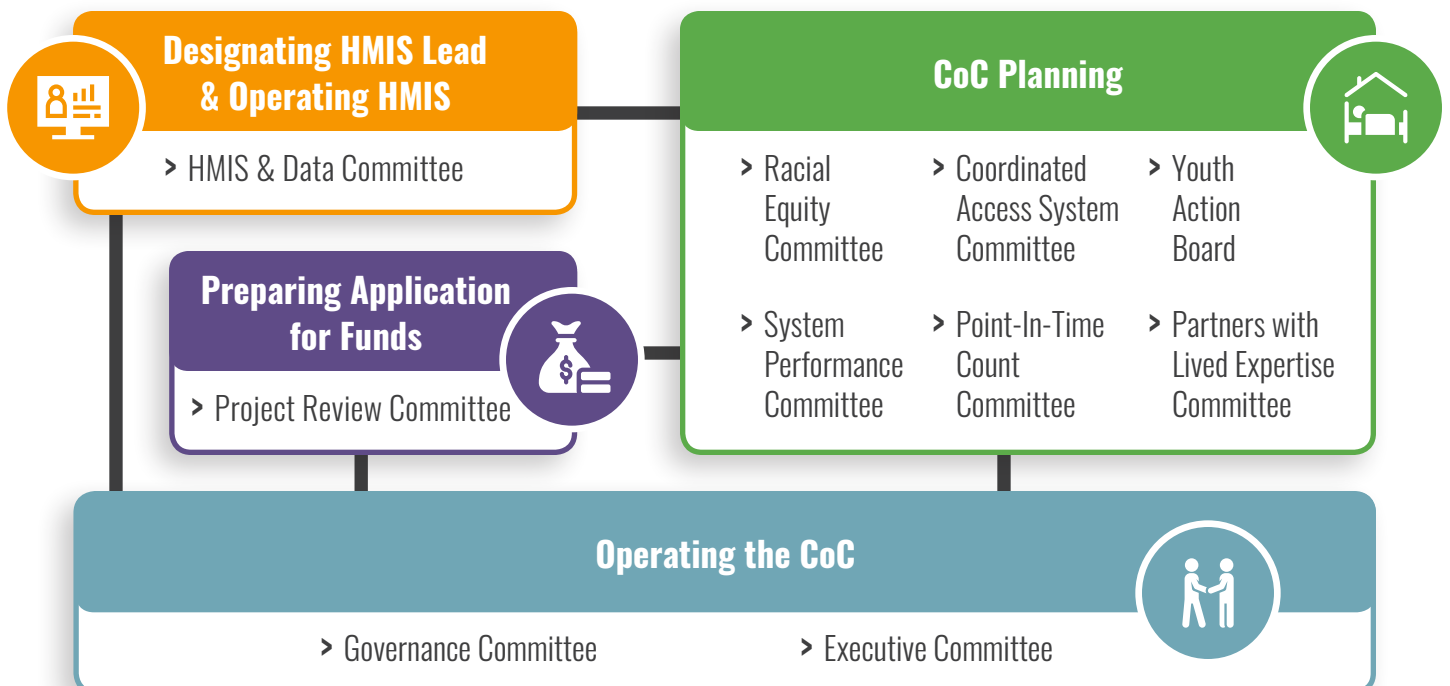 Designating HMIS Lead
& Operating HMIS
> HMIS & Data Committee
CoC Planning
> Racial
Equity
Committee
> Coordinated
Access System
Committee
> Youth
Action
Board
> System
Performance
Committee
> Point-In-Time
Count
Committee
> Partners with
Lived Expertise
Committee
Preparing Application
for Funds
$
> Project Review Committee
Operating the CoC
> Governance Committee
> Executive Committee